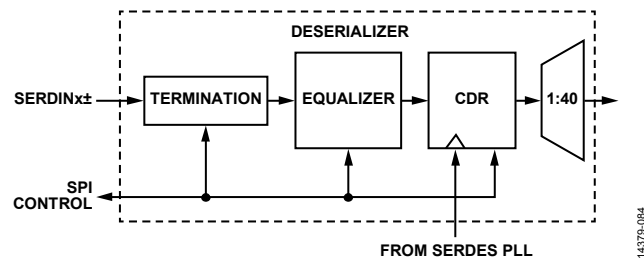 DESERIALIZER
SERDINx±
TERMINATION
EQUALIZER
CDR
1:40
SPI
CONTROL
FROM SERDES PLL
14379-084